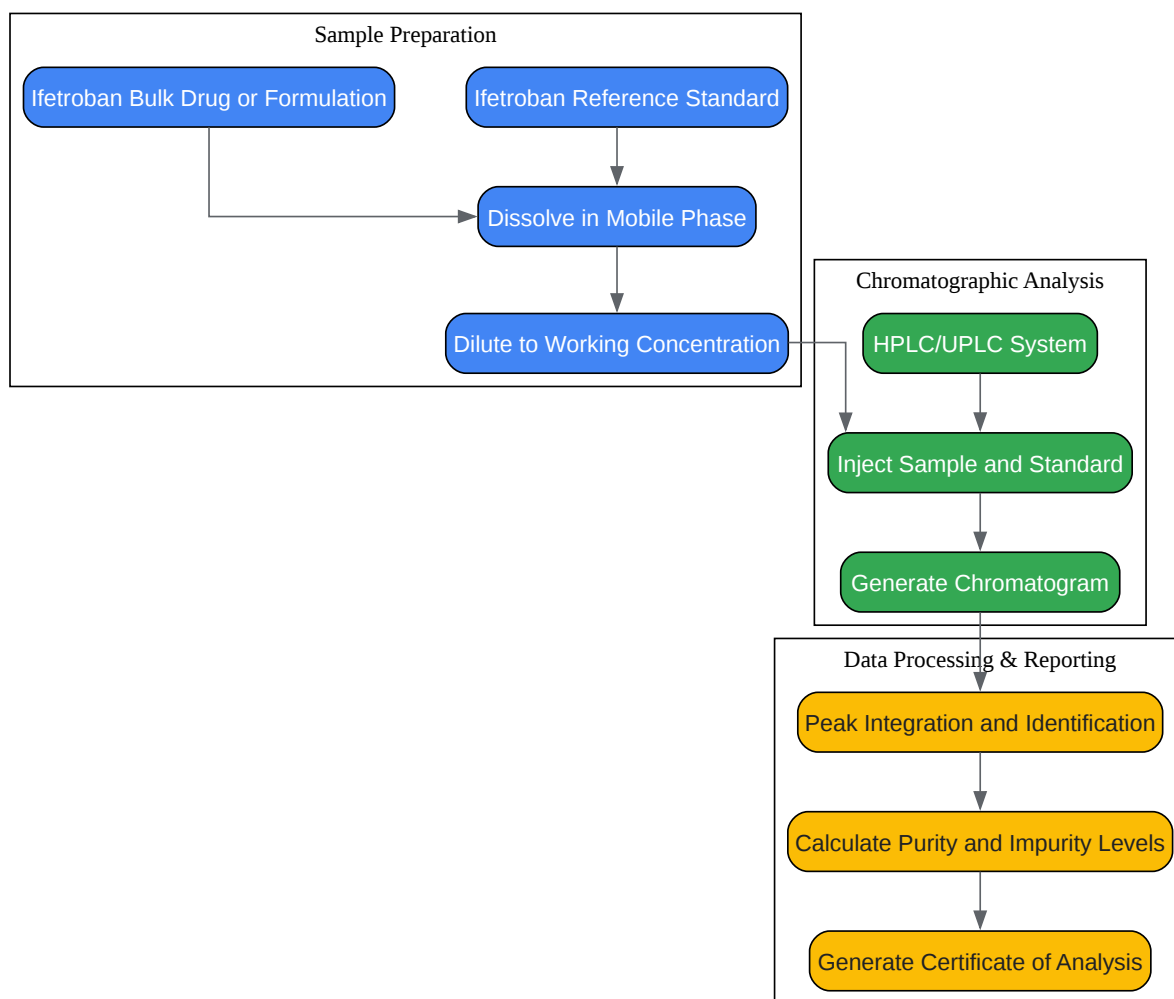 Sample Preparation
Ifetroban Bulk Drug or Formulation
Ifetroban Reference Standard
Dissolve in Mobile Phase
Dilute to Working Concentration
Chromatographic Analysis
HPLC/UPLC System
Inject Sample and Standard
Generate Chromatogram
Data Processing & Reporting
Peak Integration and Identification
Calculate Purity and Impurity Levels
Generate Certificate of Analysis